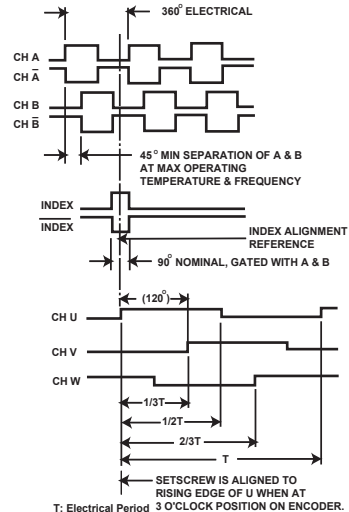 360° ELECTRICAL
CH A
CH A̅
CH B
CH B̅
45° MIN SEPARATION OF A & B
AT MAX OPERATING
TEMPERATURE & FREQUENCY
INDEX
I̅N̅D̅E̅X̅
INDEX ALIGNMENT
REFERENCE
90° NOMINAL, GATED WITH A & B
(120°)
CH U
CH V
CH W
1/3T
1/2T
2/3T
T
SETSCREW IS ALIGNED TO
RISING EDGE OF U WHEN AT
3 O'CLOCK POSITION ON ENCODER.
T: Electrical Period